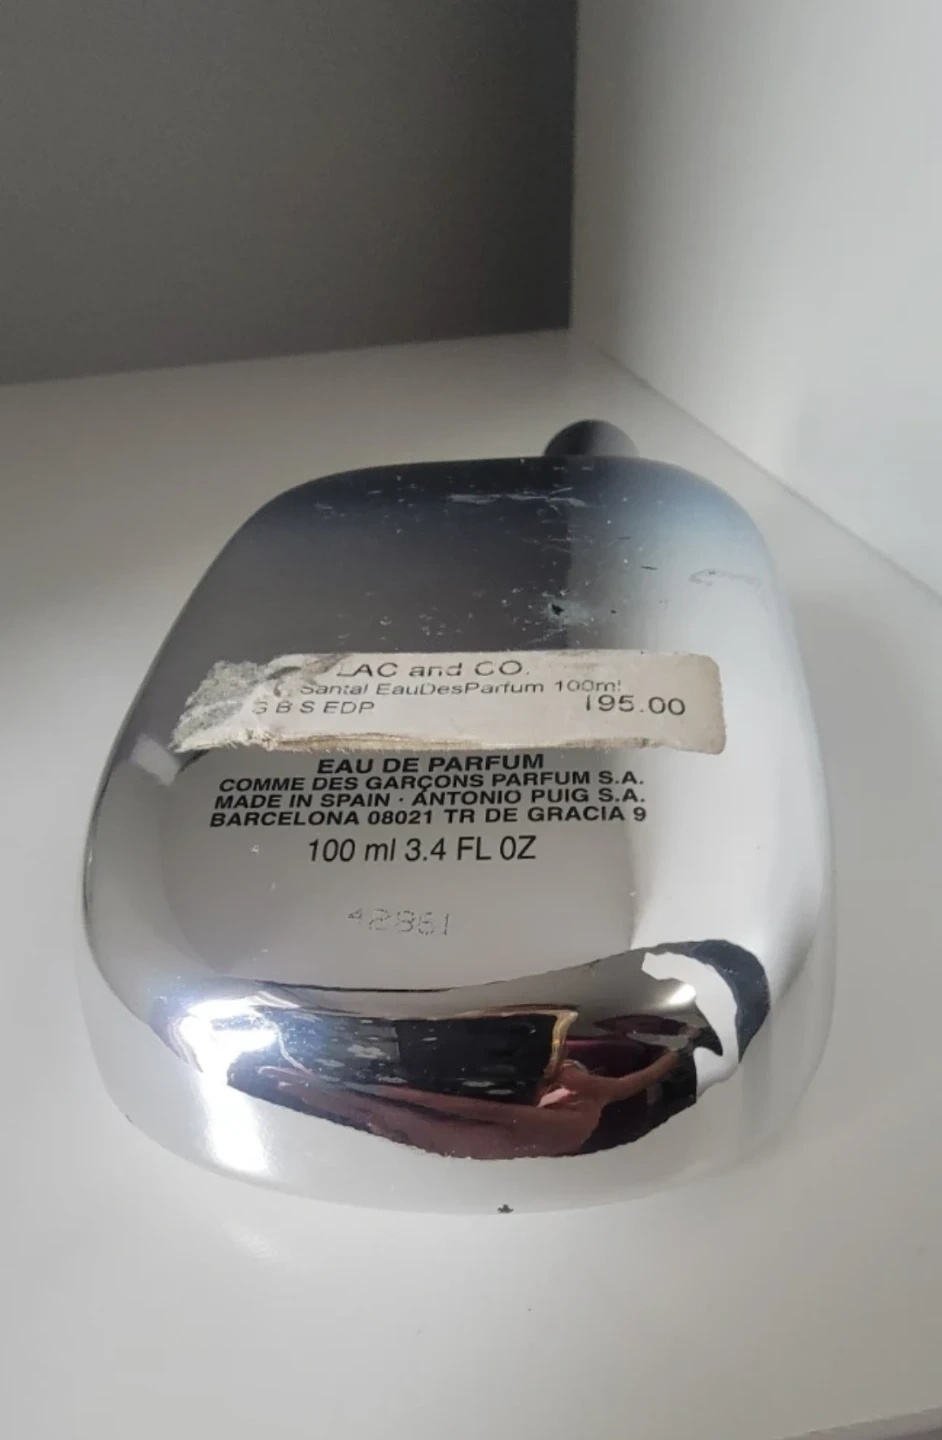 LAC and CO.
Santal EauDesParfum 100ml
S B S EDP 195.00
EAU DE PARFUM
COMME DES GARÇONS PARFUM S.A.
MADE IN SPAIN · ANTONIO PUIG S.A.
BARCELONA 08021 TR DE GRACIA 9
100 ml 3.4 FL OZ
42861